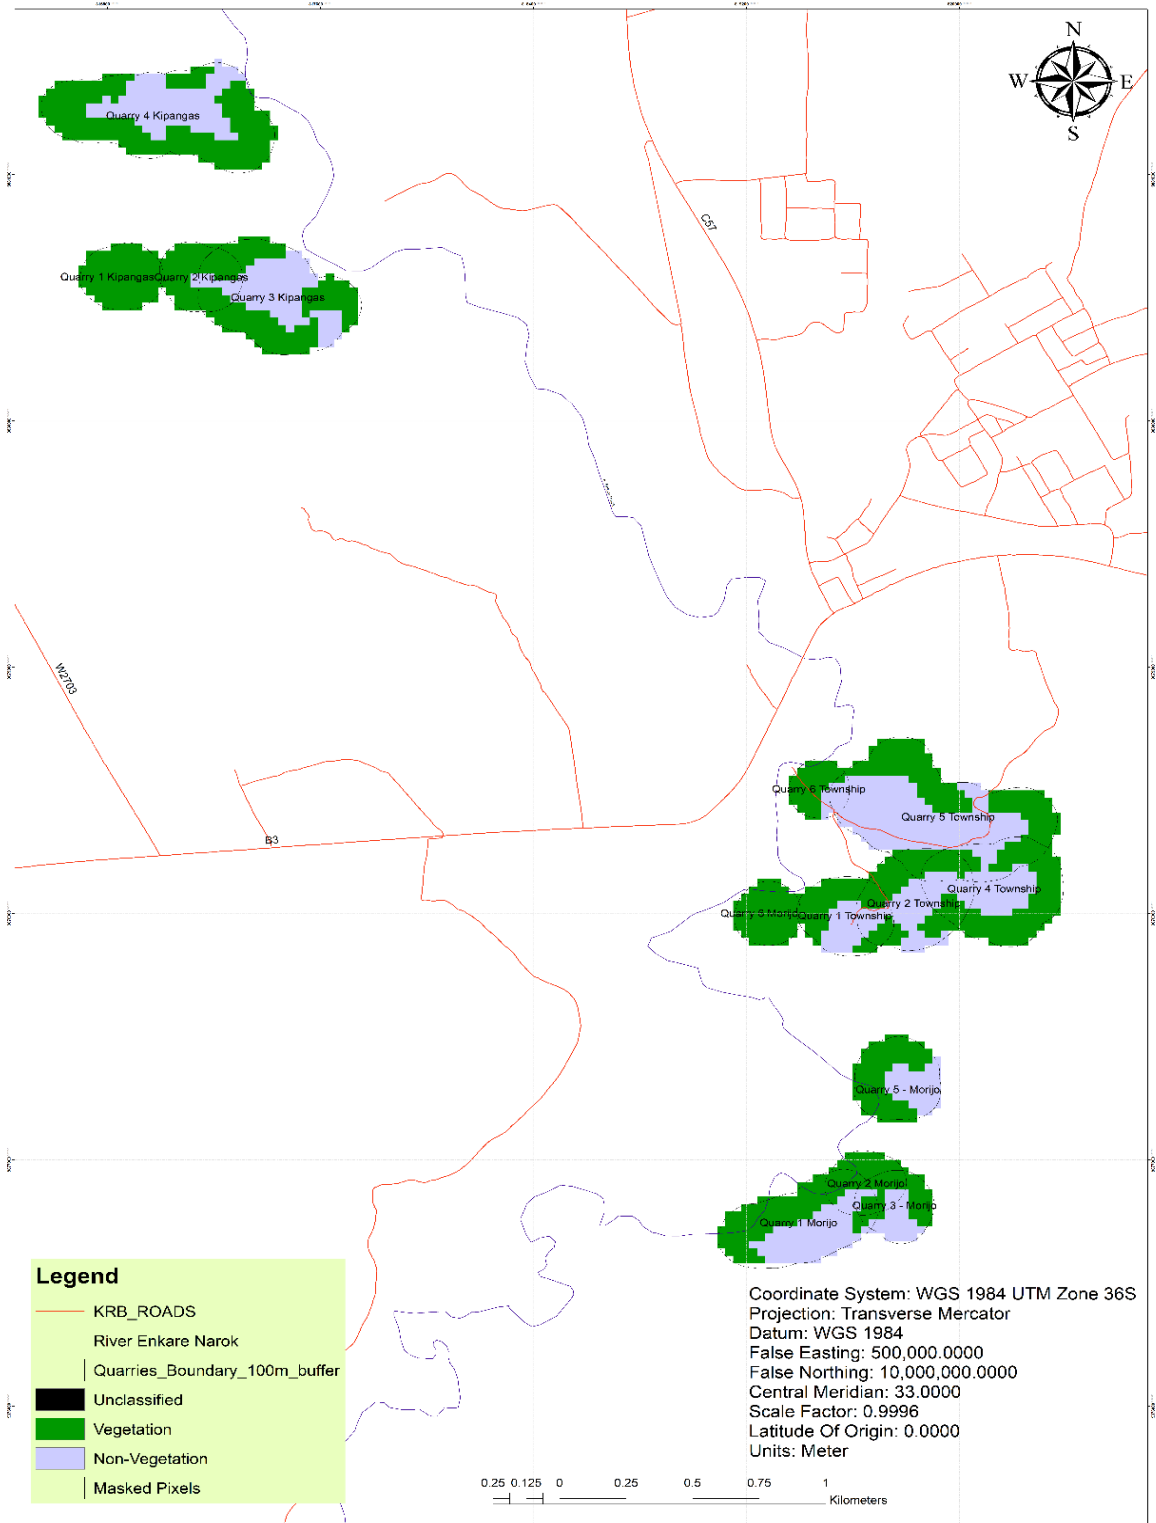 N
W E
S
Quarry 4 Kipangas
C57
Quarry 1 Kipangas
Quarry 2 Kipangas
Quarry 3 Kipangas
W2703
Quarry 6 Township
Quarry 5 Township
B3
Quarry 4 Township
Quarry 2 Township
Quarry 1 Township
Quarry 5 - Morijo
Quarry 2 Morijo
Quarry 3 - Morijo
Quarry 1 Morijo
Legend
KRB_ROADS
River Enkare Narok
Quarries_Boundary_100m_buffer
Unclassified
Vegetation
Non-Vegetation
Masked Pixels
Coordinate System: WGS 1984 UTM Zone 36S
Projection: Transverse Mercator
Datum: WGS 1984
False Easting: 500,000.0000
False Northing: 10,000,000.0000
Central Meridian: 33.0000
Scale Factor: 0.9996
Latitude Of Origin: 0.0000
Units: Meter
0.25 0.125 0 0.25 0.5 0.75 1
Kilometers